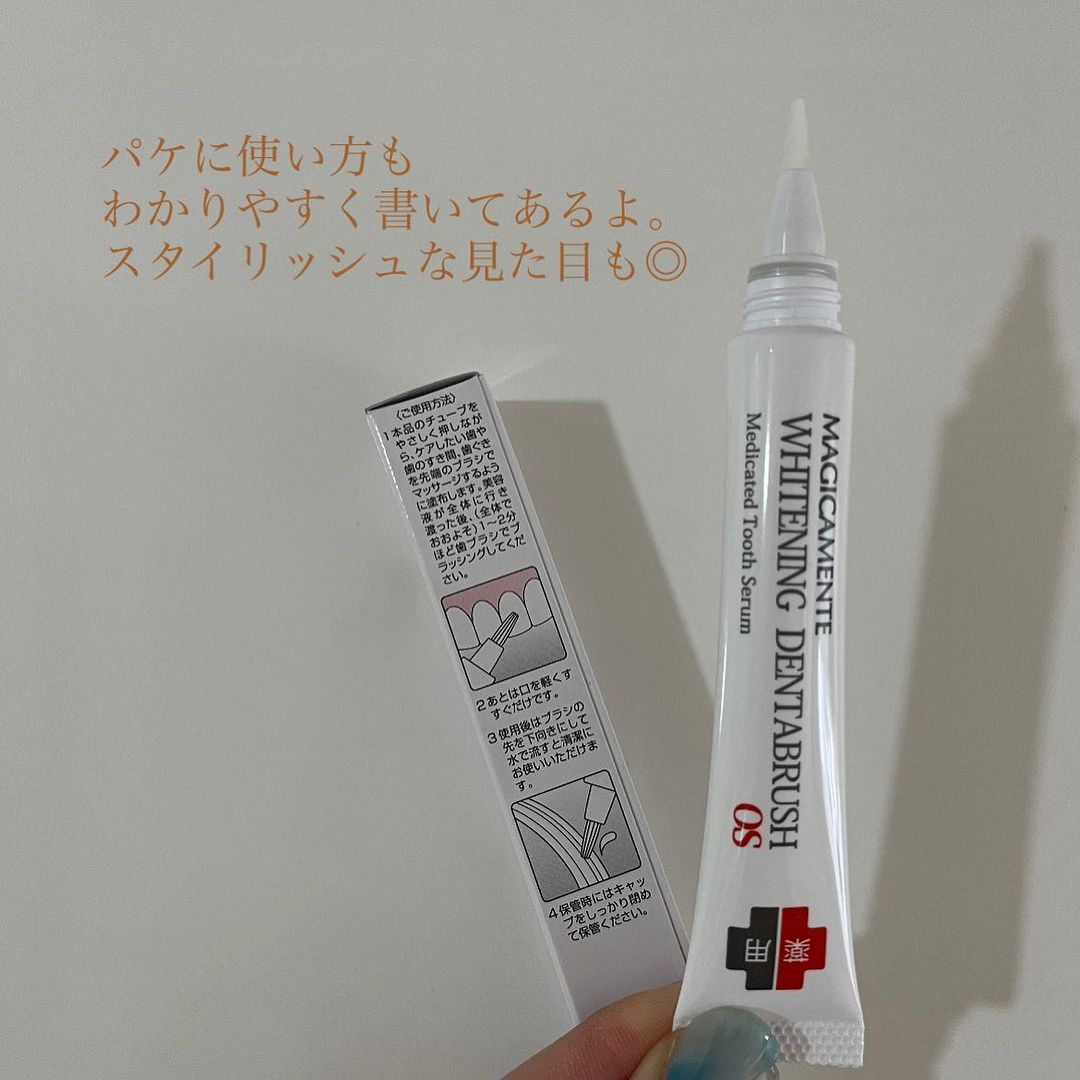 パケに使い方も
わかりやすく書いてあるよ。
スタイリッシュな見た目も◎
〈ご使用方法〉
1 本品のチューブを
やさしく押しなが
ら、ケアしたい歯や
歯のすき間、歯ぐき
を先端のブラシで
マッサージするよう
に塗布します。美容
液が全体に行き
渡った後、(全体で
おおよそ)1〜2分
ほど歯ブラシでブ
ラッシングしてくだ
さい。
2 あとは口を軽くす
すぐだけです。
3 使用後はブラシの
先を下向きにして
水で流すと清潔に
お使いいただけま
す。
4 保管時にはキャッ
プをしっかり閉め
て保管ください。
MAGICAMENTE
WHITENING DENTABRUSH
OS
Medicated Tooth Serum
薬用